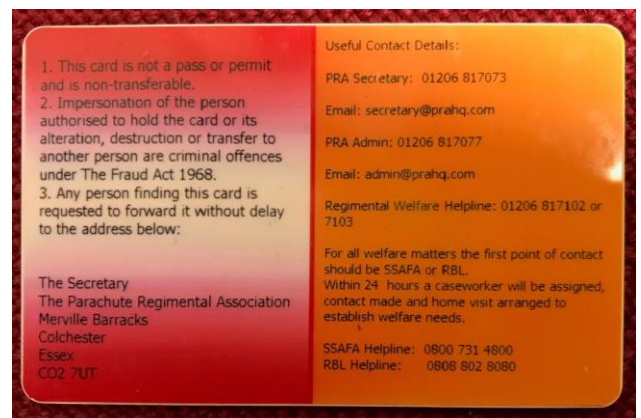 1. This card is not a pass or permit
and is non-transferable.
2. Impersonation of the person
authorised to hold the card or its
alteration, destruction or transfer to
another person are criminal offences
under The Fraud Act 1968.
3. Any person finding this card is
requested to forward it without delay
to the address below:
The Secretary
The Parachute Regimental Association
Merville Barracks
Colchester
Essex
CO2 7UT
Useful Contact Details:
PRA Secretary: 01206 817073
Email: secretary@prahq.com
PRA Admin: 01206 817077
Email: admin@prahq.com
Regimental Welfare Helpline: 01206 817102 or
7103
For all welfare matters the first point of contact
should be SSAFA or RBL.
Within 24 hours a caseworker will be assigned,
contact made and home visit arranged to
establish welfare needs.
SSAFA Helpline: 0800 731 4800
RBL Helpline: 0808 802 8080